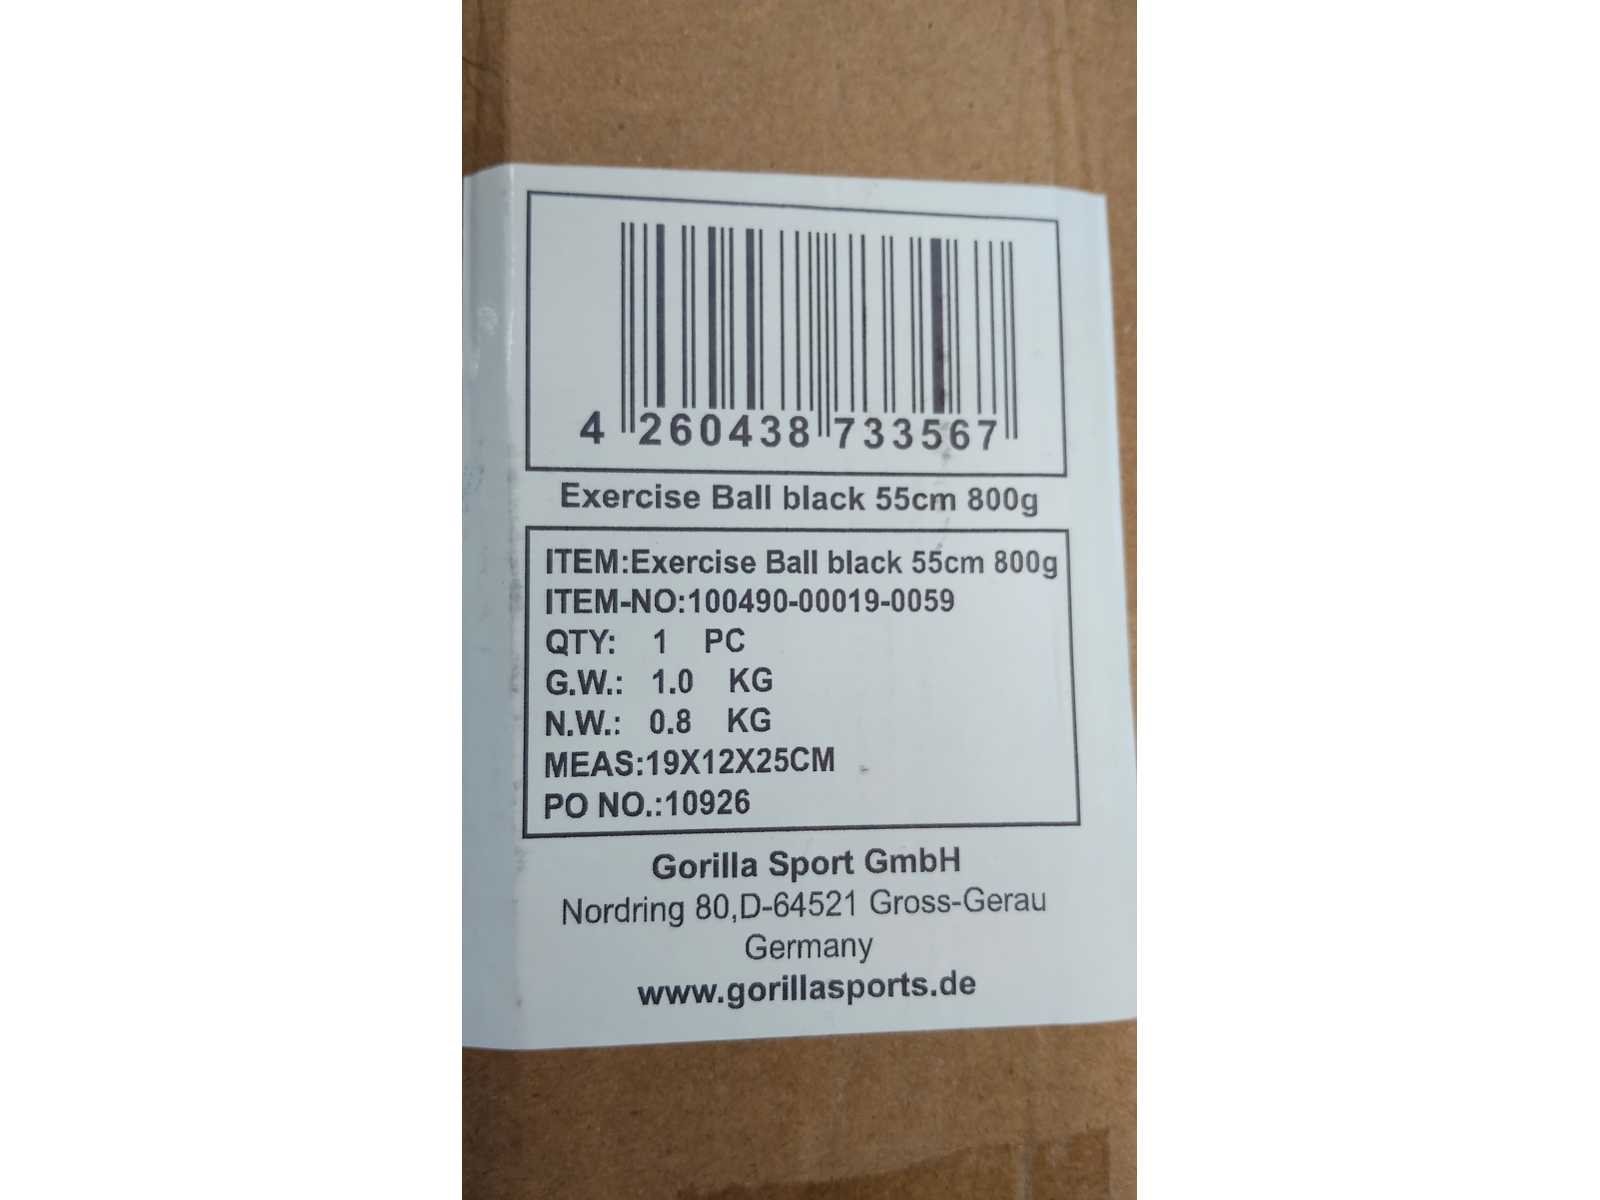 4 260438 733567
Exercise Ball black 55cm 800g
ITEM:Exercise Ball black 55cm 800g
ITEM-NO:100490-00019-0059
QTY: 1 PC
G.W.: 1.0 KG
N.W.: 0.8 KG
MEAS:19X12X25CM
PO NO.:10926
Gorilla Sport GmbH
Nordring 80,D-64521 Gross-Gerau
Germany
www.gorillasports.de